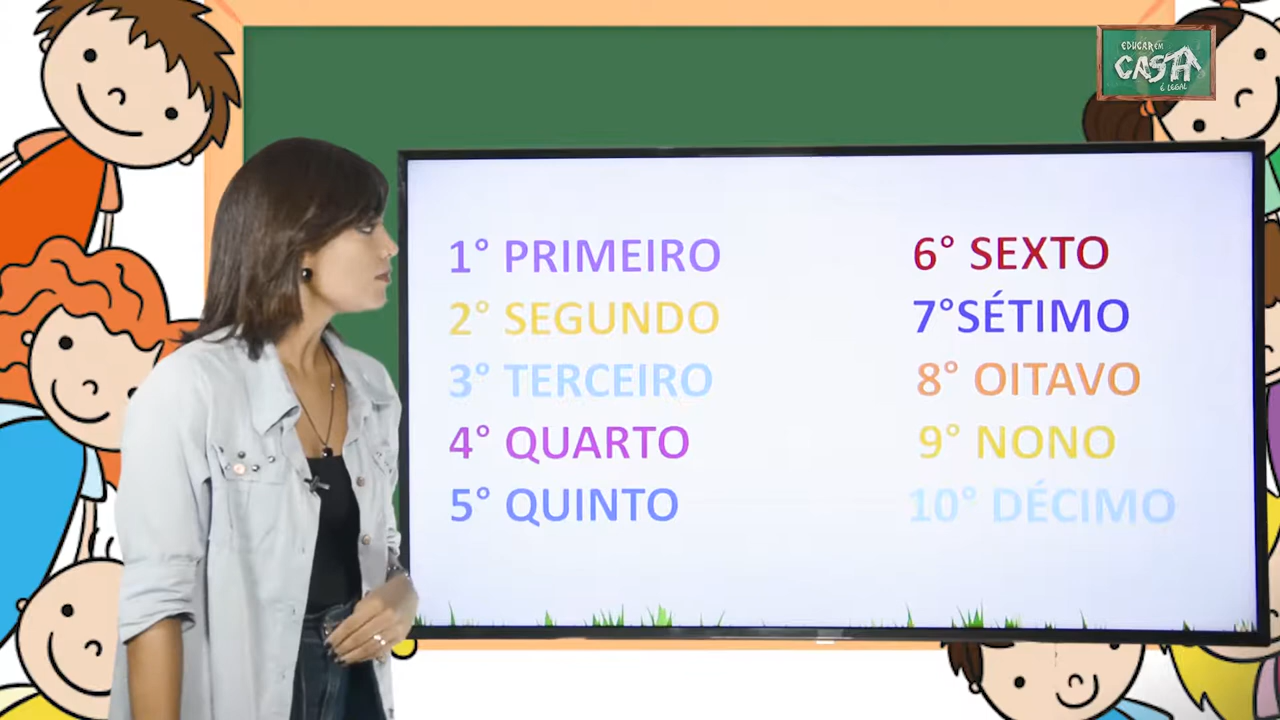 EDUCAR EM
CASA
É LEGAL
1° PRIMEIRO
2° SEGUNDO
3° TERCEIRO
4° QUARTO
5° QUINTO
6° SEXTO
7°SÉTIMO
8° OITAVO
9° NONO
10° DÉCIMO